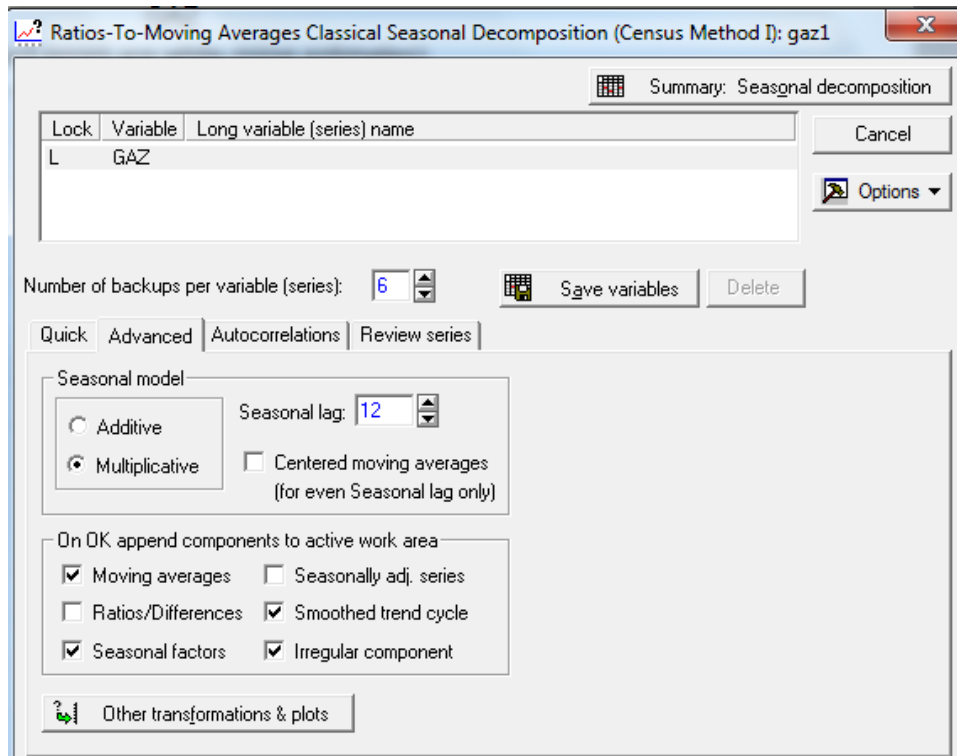 Ratios-To-Moving Averages Classical Seasonal Decomposition (Census Method I): gaz1
Summary: Seasonal decomposition
Lock Variable Long variable (series) name
L GAZ
Cancel
Options
Number of backups per variable (series): 6
Save variables
Delete
Quick Advanced Autocorrelations Review series
Seasonal model
Additive
Multiplicative
Seasonal lag: 12
Centered moving averages
(for even Seasonal lag only)
On OK append components to active work area
Moving averages Seasonally adj. series
Ratios/Differences Smoothed trend cycle
Seasonal factors Irregular component
Other transformations & plots